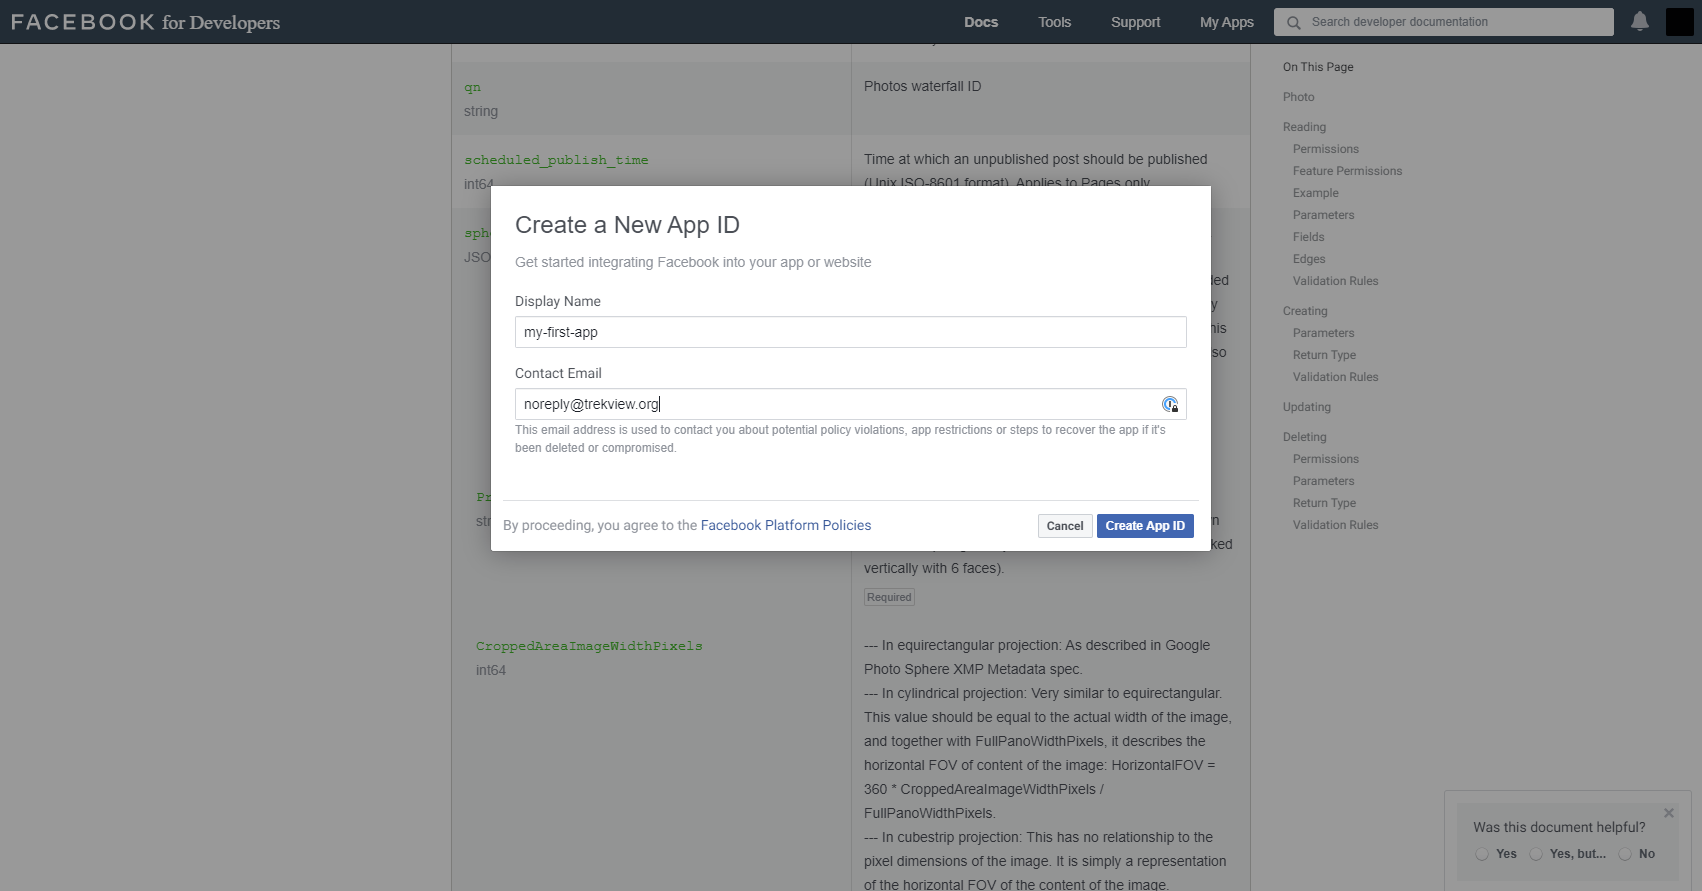 FACEBOOK for Developers
Docs
Tools
Support
My Apps
Search developer documentation
qn
string
Photos waterfall ID
scheduled_publish_time
int64
Time at which an unpublished post should be published
(Unix ISO-8601 format). Applies to Pages only
JSO
Create a New App ID
Get started integrating Facebook into your app or website
Display Name
my-first-app
Contact Email
noreply@trekview.org
This email address is used to contact you about potential policy violations, app restrictions or steps to recover the app if it's
been deleted or compromised.
By proceeding, you agree to the Facebook Platform Policies
Cancel
Create App ID
so
vertically with 6 faces).
Required
CroppedAreaImageWidthPixels
int64
--- In equirectangular projection: As described in Google
Photo Sphere XMP Metadata spec.
--- In cylindrical projection: Very similar to equirectangular.
This value should be equal to the actual width of the image,
and together with FullPanoWidthPixels, it describes the
horizontal FOV of content of the image: HorizontalFOV =
360 * CroppedAreaImageWidthPixels /
FullPanoWidthPixels.
--- In cubestrip projection: This has no relationship to the
pixel dimensions of the image. It is simply a representation
of the horizontal FOV of the content of the image.
On This Page
Photo
Reading
Permissions
Feature Permissions
Example
Parameters
Fields
Edges
Validation Rules
Creating
Parameters
Return Type
Validation Rules
Updating
Deleting
Permissions
Parameters
Return Type
Validation Rules
Was this document helpful?
Yes
Yes, but...
No